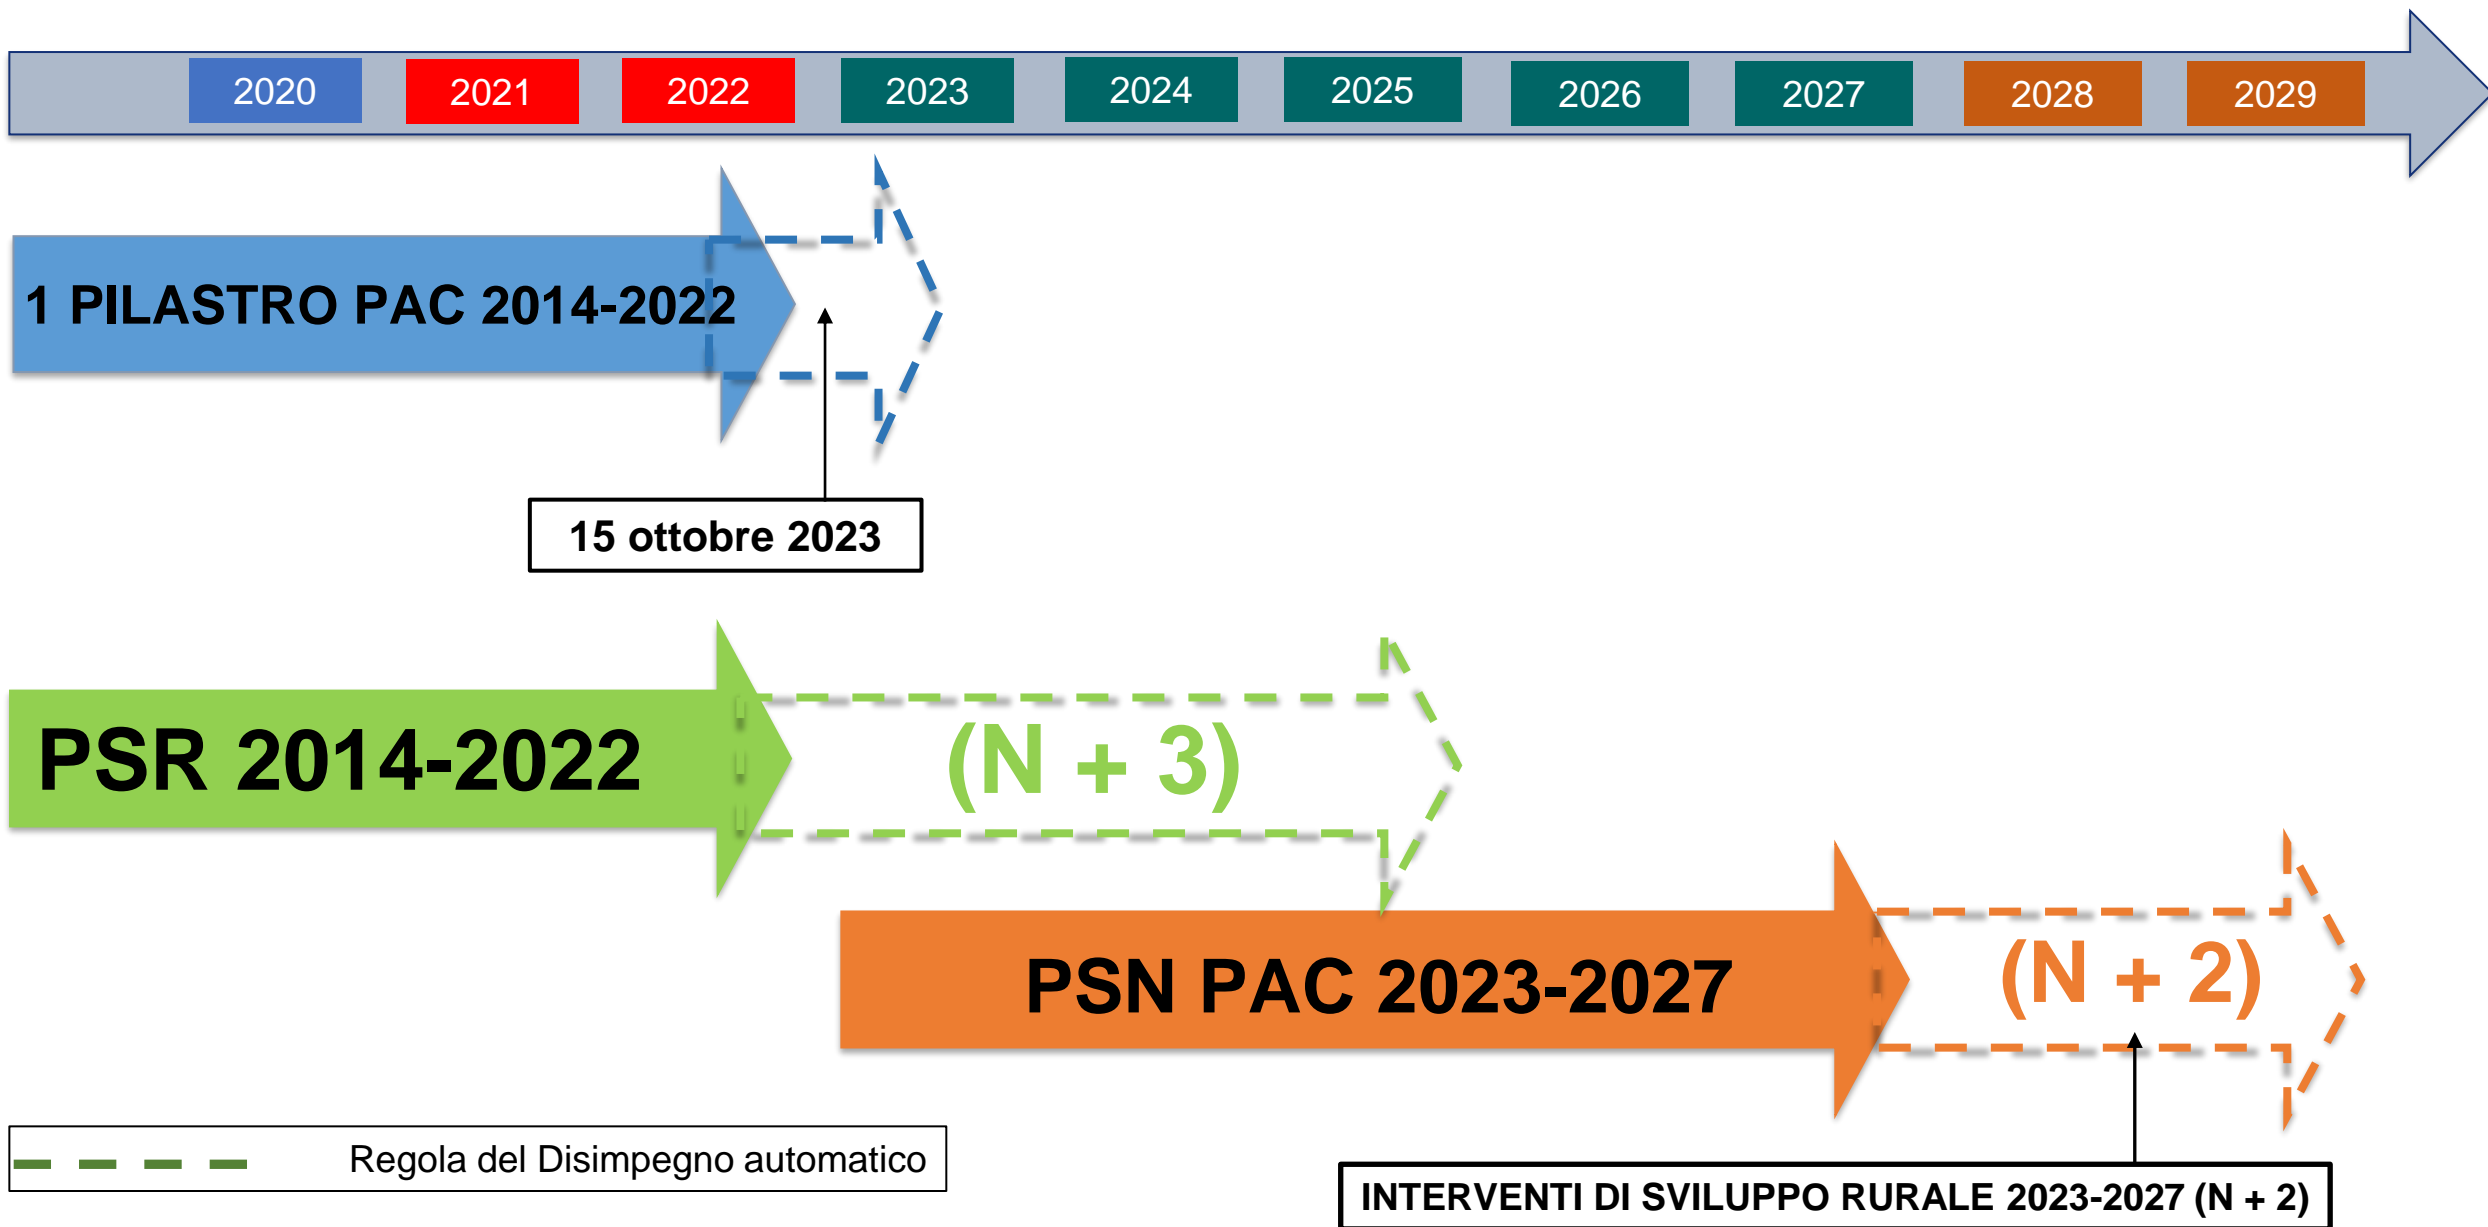 2020 2021 2022 2023 2024 2025 2026 2027 2028 2029
1 PILASTRO PAC 2014-2022
15 ottobre 2023
PSR 2014-2022
(N + 3)
PSN PAC 2023-2027
(N + 2)
Regola del Disimpegno automatico
INTERVENTI DI SVILUPPO RURALE 2023-2027 (N + 2)